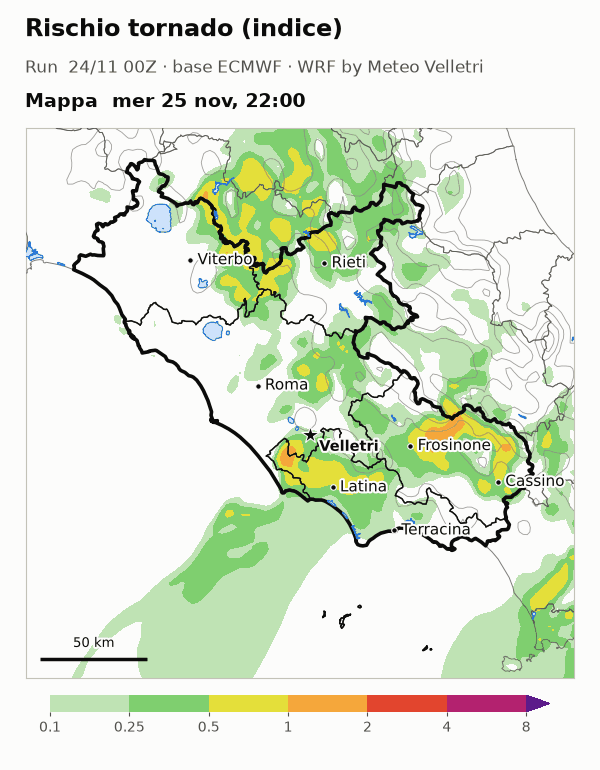 Rischio tornado (indice)
Run  24/11 00Z · base ECMWF · WRF by Meteo Velletri
Mappa  mer 25 nov, 22:00
Viterbo
Rieti
Roma
Velletri
Frosinone
Cassino
Latina
Terracina
50 km
0.1 0.25 0.5 1 2 4 8